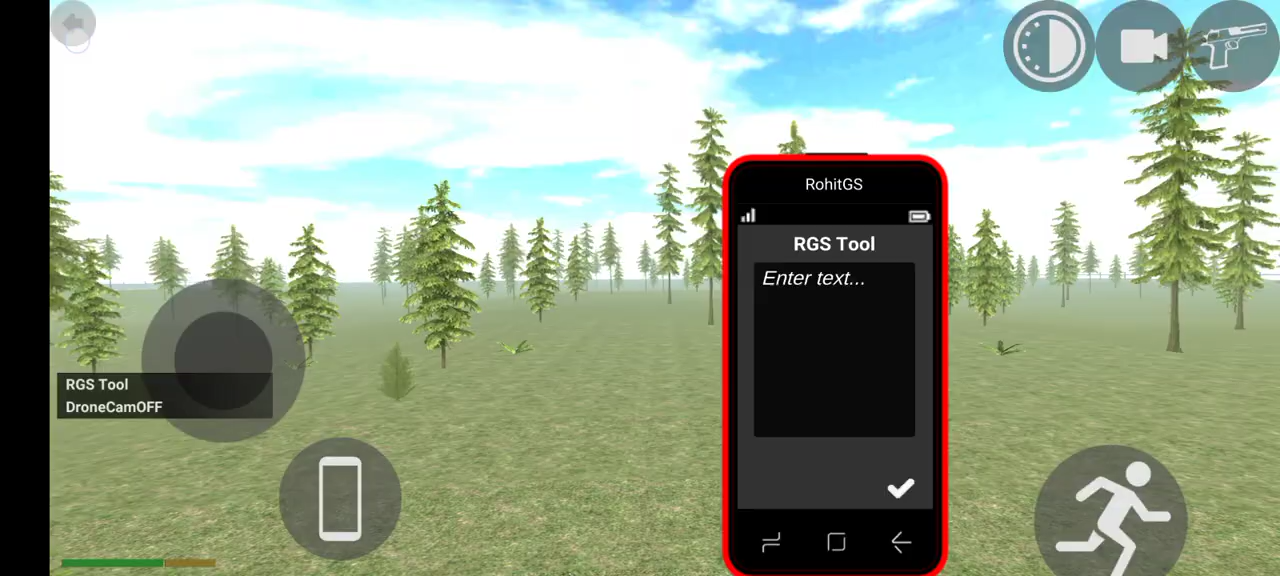 RohitGS
RGS Tool
Enter text...
RGS Tool
DroneCamOFF